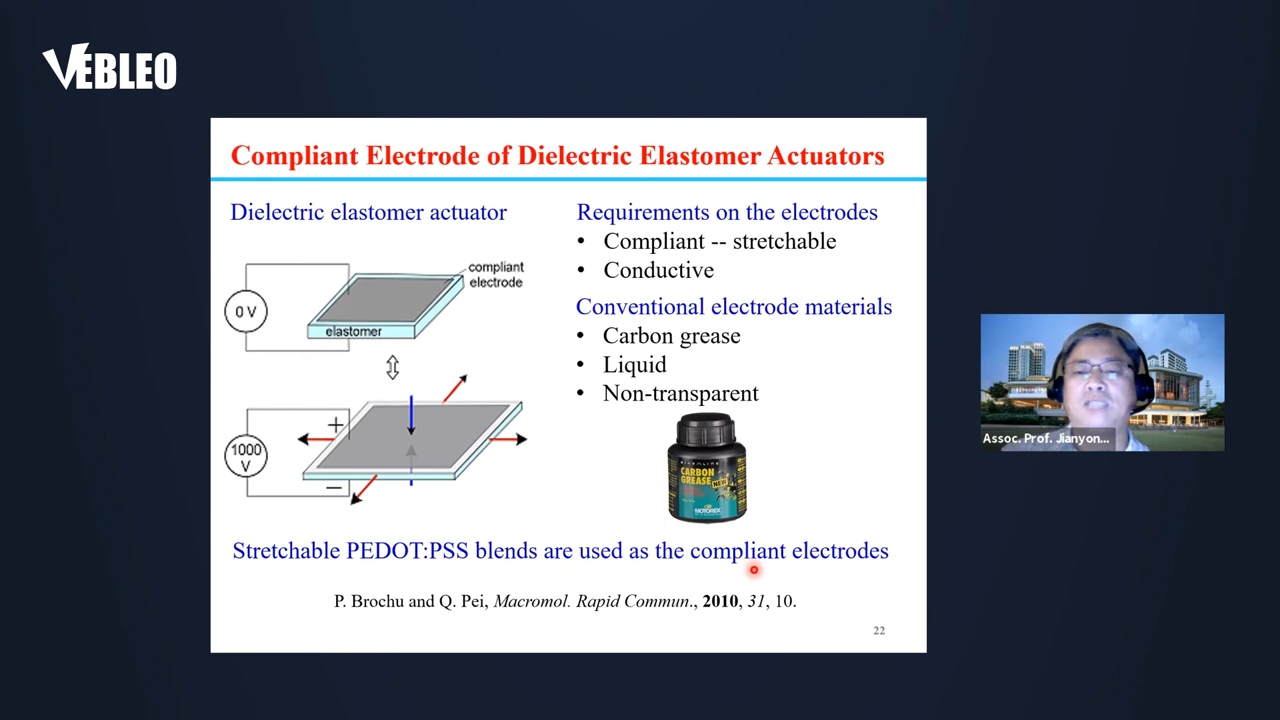 VEBLEO
Compliant Electrode of Dielectric Elastomer Actuators
Dielectric elastomer actuator
compliant
electrode
0 V
elastomer
+
1000
V
–
Requirements on the electrodes
• Compliant -- stretchable
• Conductive
Conventional electrode materials
• Carbon grease
• Liquid
• Non-transparent
CARBON
GREASE
NEW
MOTOREX
Stretchable PEDOT:PSS blends are used as the compliant electrodes
P. Brochu and Q. Pei, Macromol. Rapid Commun., 2010, 31, 10.
22
Assoc. Prof. Jianyon...